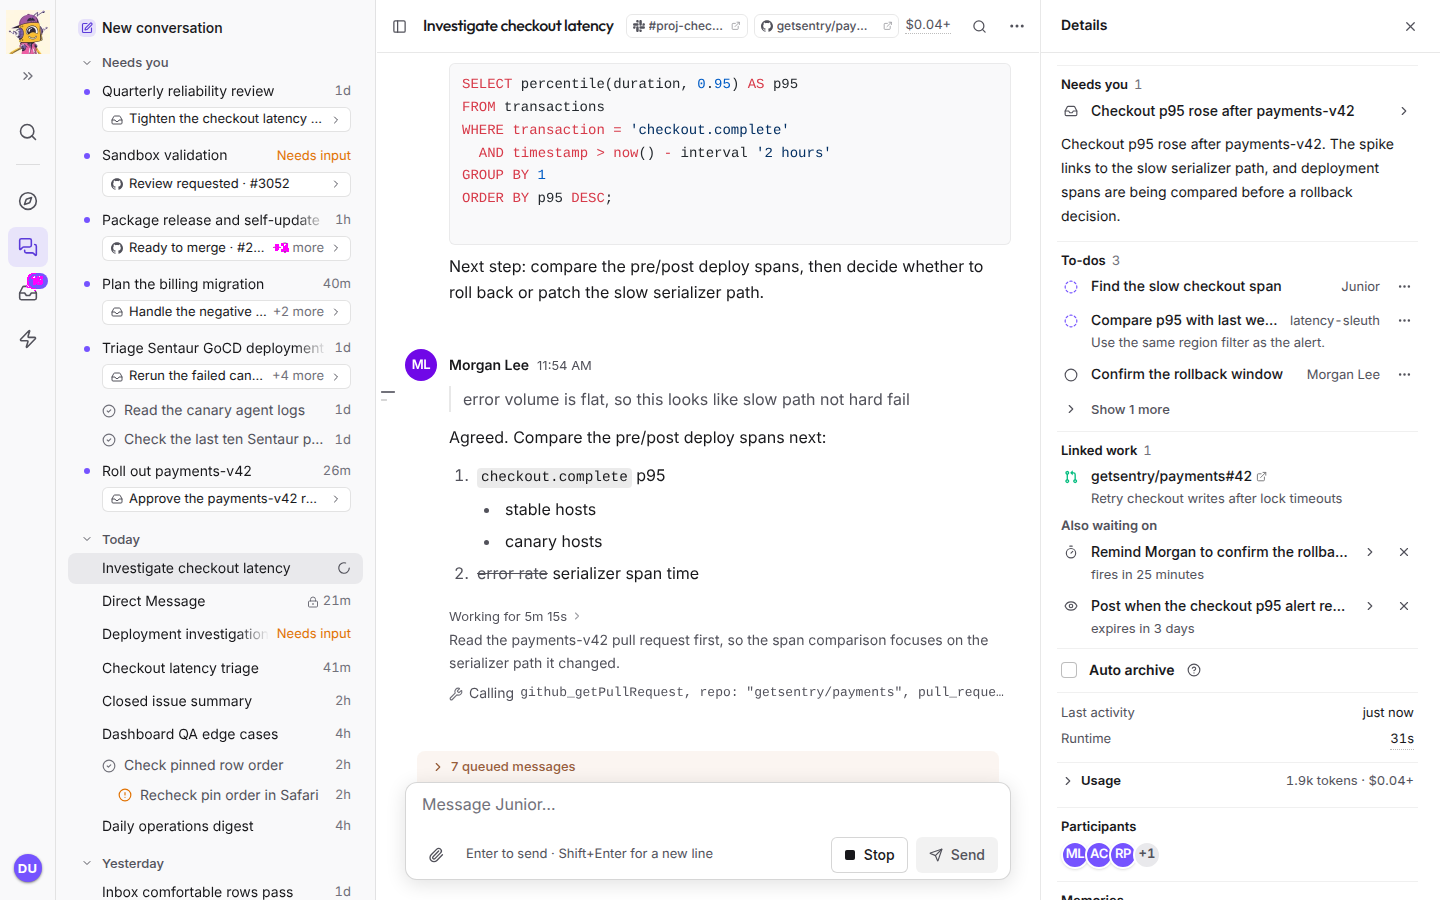 New conversation
Needs you
Quarterly reliability review 1d
Tighten the checkout latency ...
Sandbox validation Needs input
Review requested · #3052
Package release and self-update 1h
Ready to merge · #2... more
Plan the billing migration 40m
Handle the negative ... +2 more
Triage Sentaur GoCD deployment 1d
Rerun the failed can... +4 more
Read the canary agent logs 1d
Check the last ten Sentaur p... 1d
Roll out payments-v42 26m
Approve the payments-v42 r...
Today
Investigate checkout latency
Direct Message 21m
Deployment investigation Needs input
Checkout latency triage 41m
Closed issue summary 2h
Dashboard QA edge cases 4h
Check pinned row order 2h
Recheck pin order in Safari 2h
Daily operations digest 4h
Yesterday
Inbox comfortable rows pass 1d
DU
Investigate checkout latency #proj-chec... getsentry/pay... $0.04+
SELECT percentile(duration, 0.95) AS p95
FROM transactions
WHERE transaction = 'checkout.complete'
AND timestamp > now() - interval '2 hours'
GROUP BY 1
ORDER BY p95 DESC;
Next step: compare the pre/post deploy spans, then decide whether to
roll back or patch the slow serializer path.
ML Morgan Lee 11:54 AM
error volume is flat, so this looks like slow path not hard fail
Agreed. Compare the pre/post deploy spans next:
1. checkout.complete p95
• stable hosts
• canary hosts
2. error rate serializer span time
Working for 5m 15s
Read the payments-v42 pull request first, so the span comparison focuses on the
serializer path it changed.
Calling github_getPullRequest, repo: "getsentry/payments", pull_reque…
7 queued messages
Message Junior...
Enter to send · Shift+Enter for a new line
Stop
Send
Details
Needs you 1
Checkout p95 rose after payments-v42
Checkout p95 rose after payments-v42. The spike
links to the slow serializer path, and deployment
spans are being compared before a rollback
decision.
To-dos 3
Find the slow checkout span Junior
Compare p95 with last we... latency-sleuth
Use the same region filter as the alert.
Confirm the rollback window Morgan Lee
Show 1 more
Linked work 1
getsentry/payments#42
Retry checkout writes after lock timeouts
Also waiting on
Remind Morgan to confirm the rollba...
fires in 25 minutes
Post when the checkout p95 alert re...
expires in 3 days
Auto archive
Last activity just now
Runtime 31s
Usage 1.9k tokens · $0.04+
Participants
ML AC RP +1